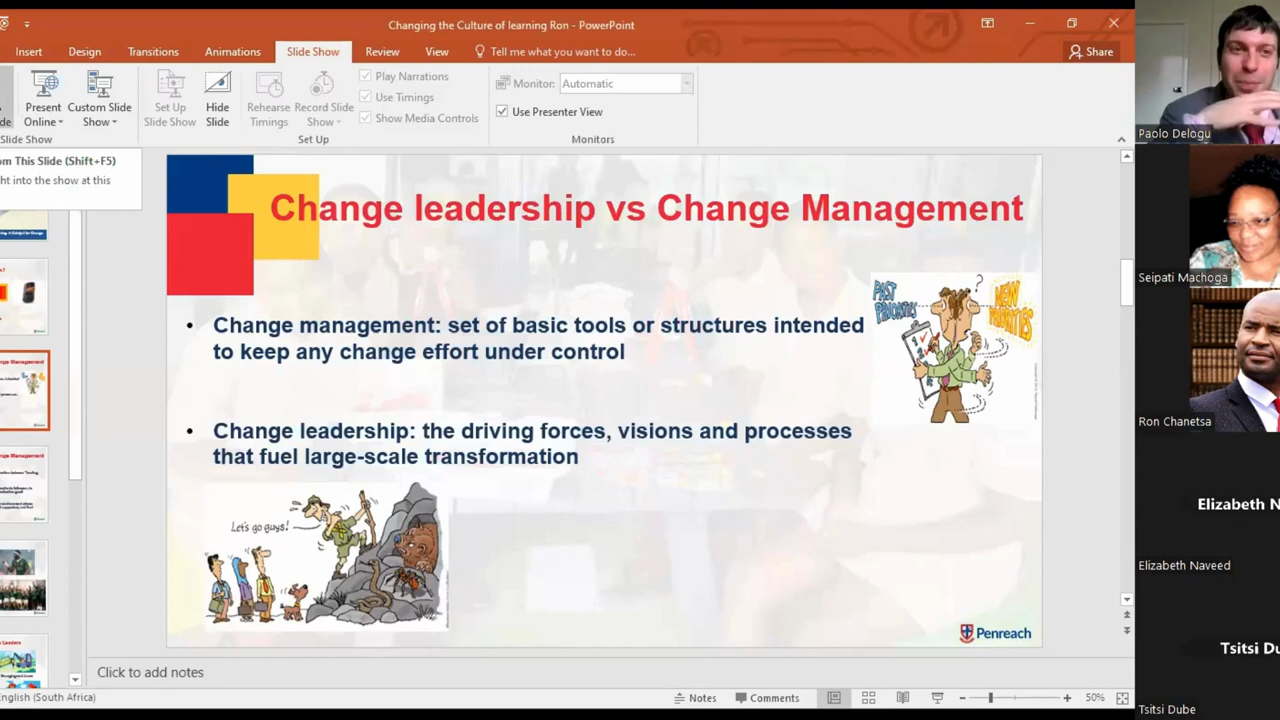 Changing the Culture of learning Ron - PowerPoint
Insert Design Transitions Animations Slide Show Review View Tell me what you want to do... Share
Present Online
Custom Slide Show
Set Up Slide Show
Hide Slide
Rehearse Timings
Record Slide Show
Play Narrations
Use Timings
Show Media Controls
Monitor: Automatic
Use Presenter View
Slide Show
Set Up
Monitors
om This Slide (Shift+F5)
ht into the show at this
Change leadership vs Change Management
PAST PRIORITIES
?
NEW PRIORITIES
• Change management: set of basic tools or structures intended
to keep any change effort under control
• Change leadership: the driving forces, visions and processes
that fuel large-scale transformation
Let's go guys!
Penreach
Click to add notes
English (South Africa)
Notes Comments 50%
Paolo Delogu
Seipati Machoga
Ron Chanetsa
Elizabeth N
Elizabeth Naveed
Tsitsi Du
Tsitsi Dube